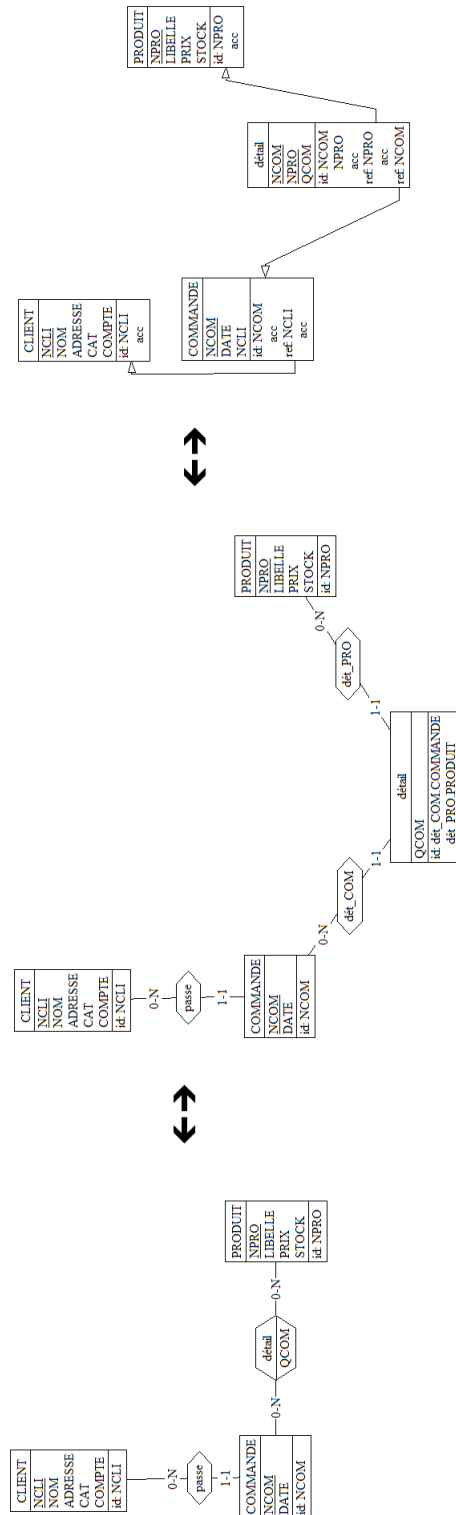 CLIENT
NCLI
NOM
ADRESSE
CAT
COMPTE
id: NCLI
0-N
passe
1-1
COMMANDE
NCOM
DATE
id: NCOM
0-N
détail
QCOM
0-N
PRODUIT
NPRO
LIBELLE
PRIX
STOCK
id: NPRO
CLIENT
NCLI
NOM
ADRESSE
CAT
COMPTE
id: NCLI
0-N
passe
1-1
COMMANDE
NCOM
DATE
id: NCOM
0-N
dét_COM
1-1
détail
QCOM
id: dét_COM.COMMANDE
dét_PRO.PRODUIT
1-1
dét_PRO
0-N
PRODUIT
NPRO
LIBELLE
PRIX
STOCK
id: NPRO
CLIENT
NCLI
NOM
ADRESSE
CAT
COMPTE
id: NCLI
acc
COMMANDE
NCOM
DATE
NCLI
id: NCOM
acc
ref: NCLI
acc
détail
NCOM
NPRO
QCOM
id: NCOM
NPRO
acc
ref: NPRO
acc
ref: NCOM
PRODUIT
NPRO
LIBELLE
PRIX
STOCK
id: NPRO
acc